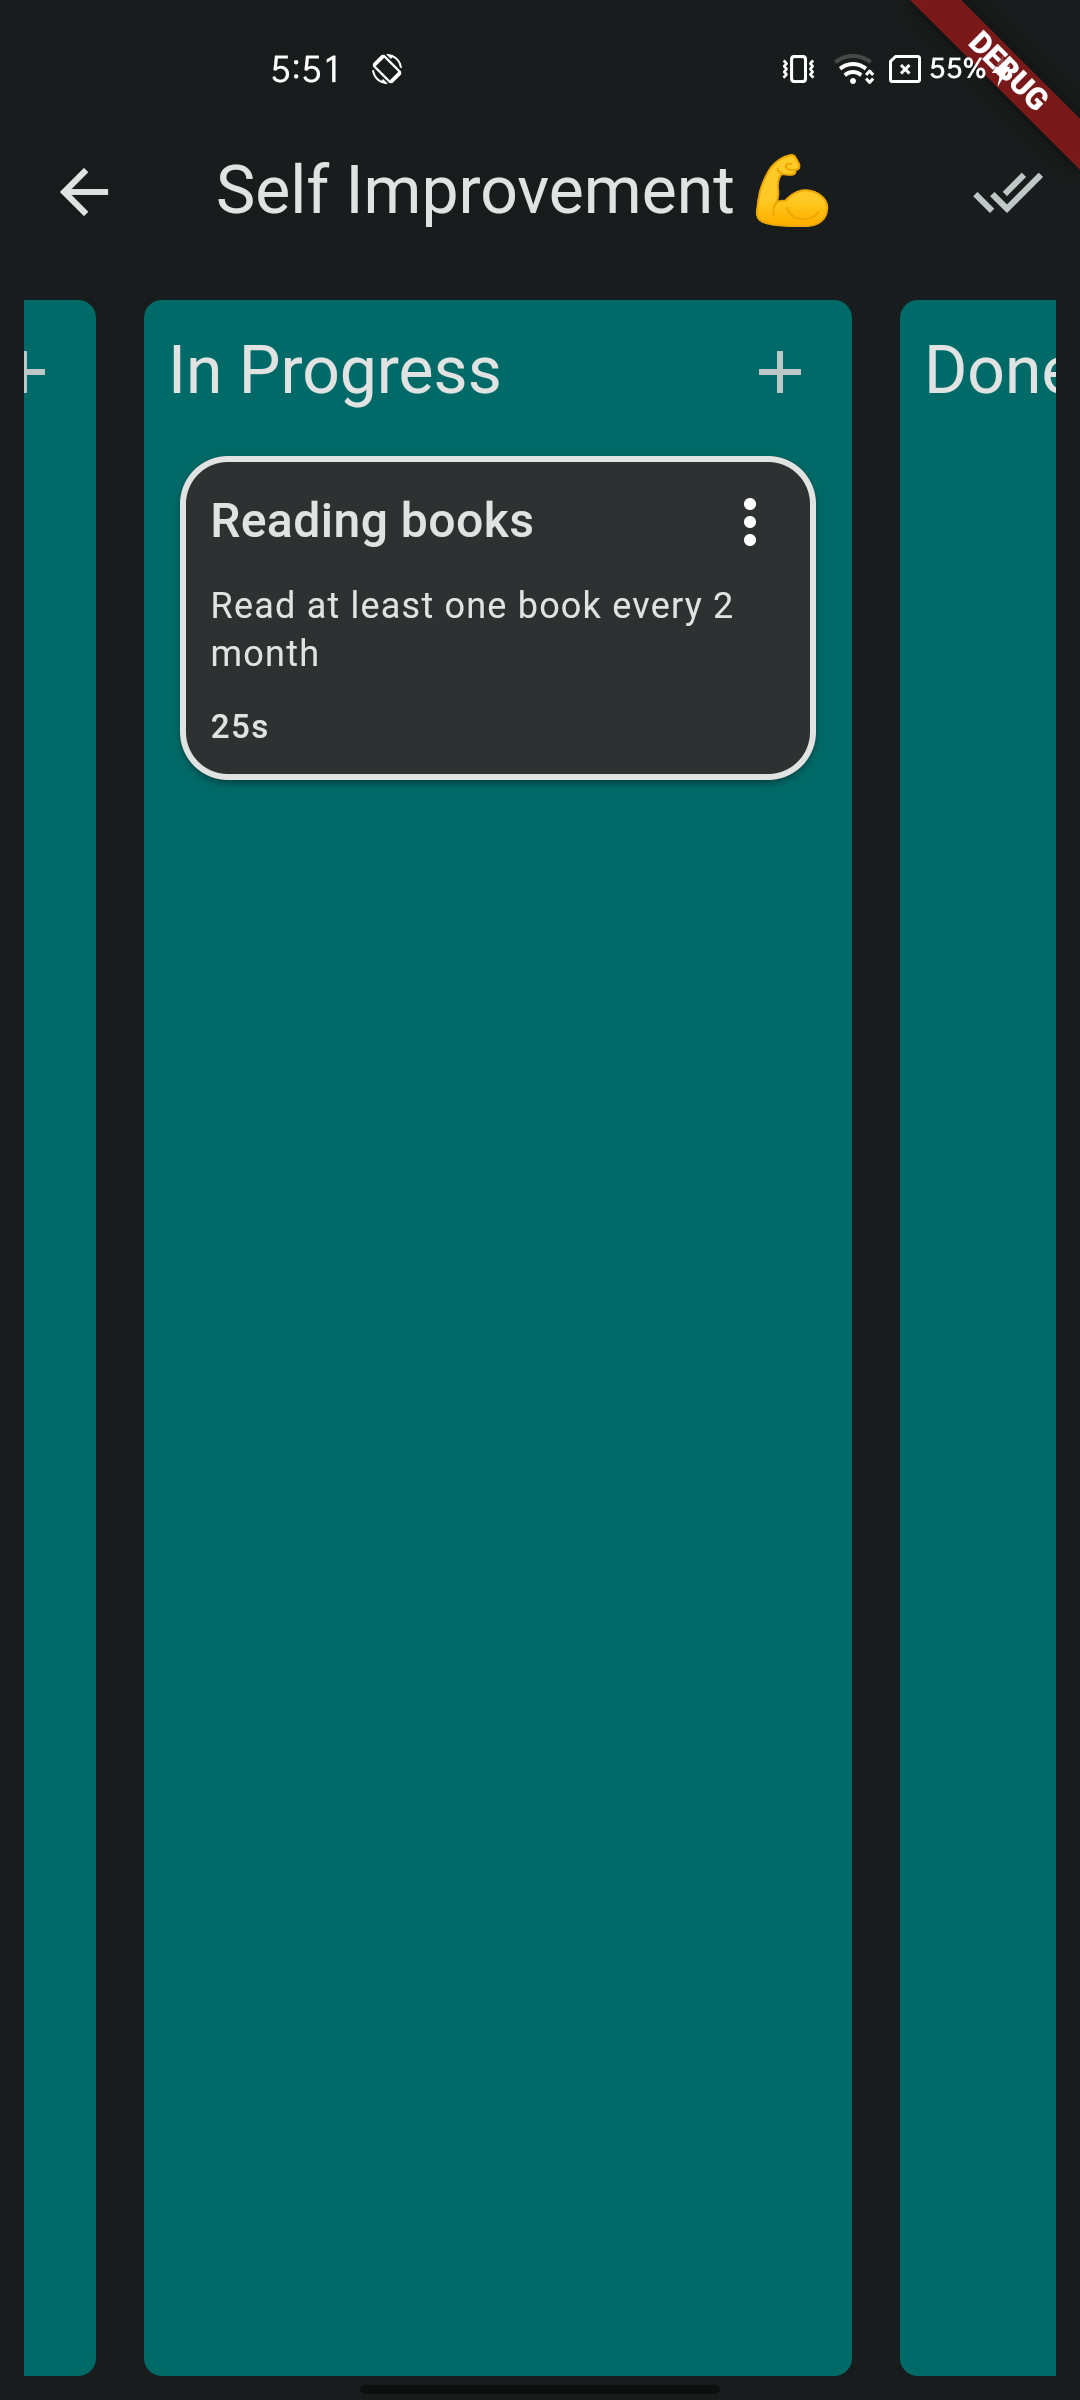 5:51
55%
DEBUG
Self Improvement 💪
In Progress
Done
Reading books
Read at least one book every 2
month
25s